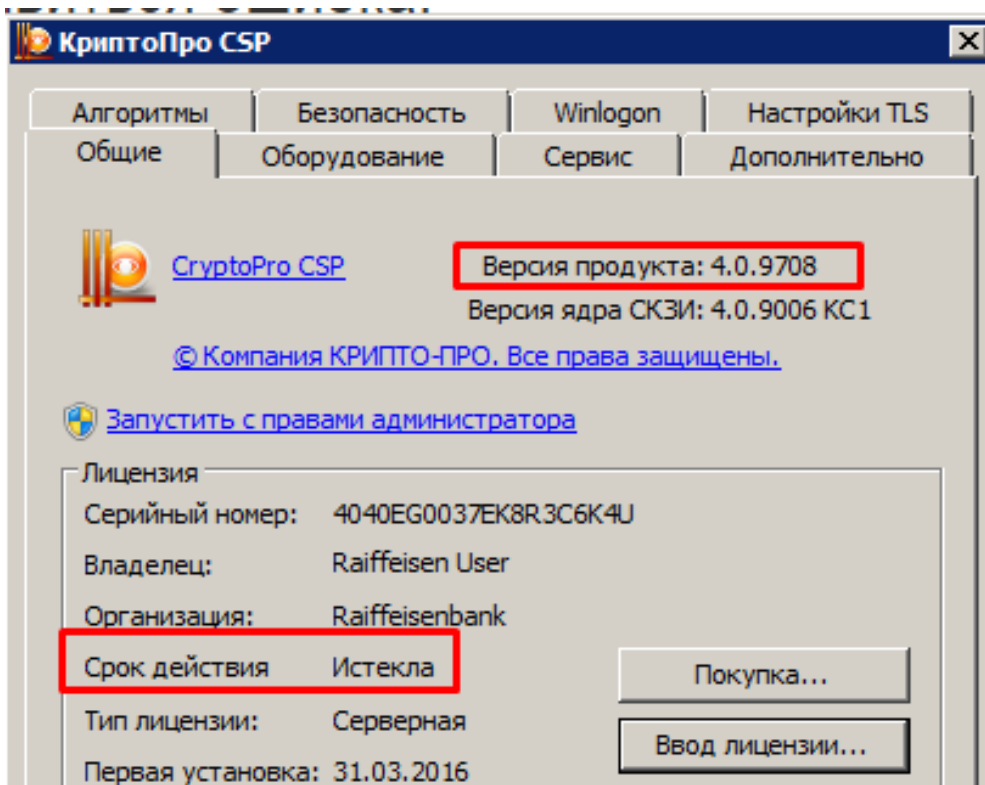 КриптоПро CSP
Алгоритмы Безопасность Winlogon Настройки TLS
Общие Оборудование Сервис Дополнительно
CryptoPro CSP Версия продукта: 4.0.9708
Версия ядра СКЗИ: 4.0.9006 КС1
© Компания КРИПТО-ПРО. Все права защищены.
Запустить с правами администратора
Лицензия
Серийный номер: 4040EG0037EK8R3C6K4U
Владелец: Raiffeisen User
Организация: Raiffeisenbank
Срок действия Истекла
Покупка...
Тип лицензии: Серверная
Ввод лицензии...
Первая установка: 31.03.2016